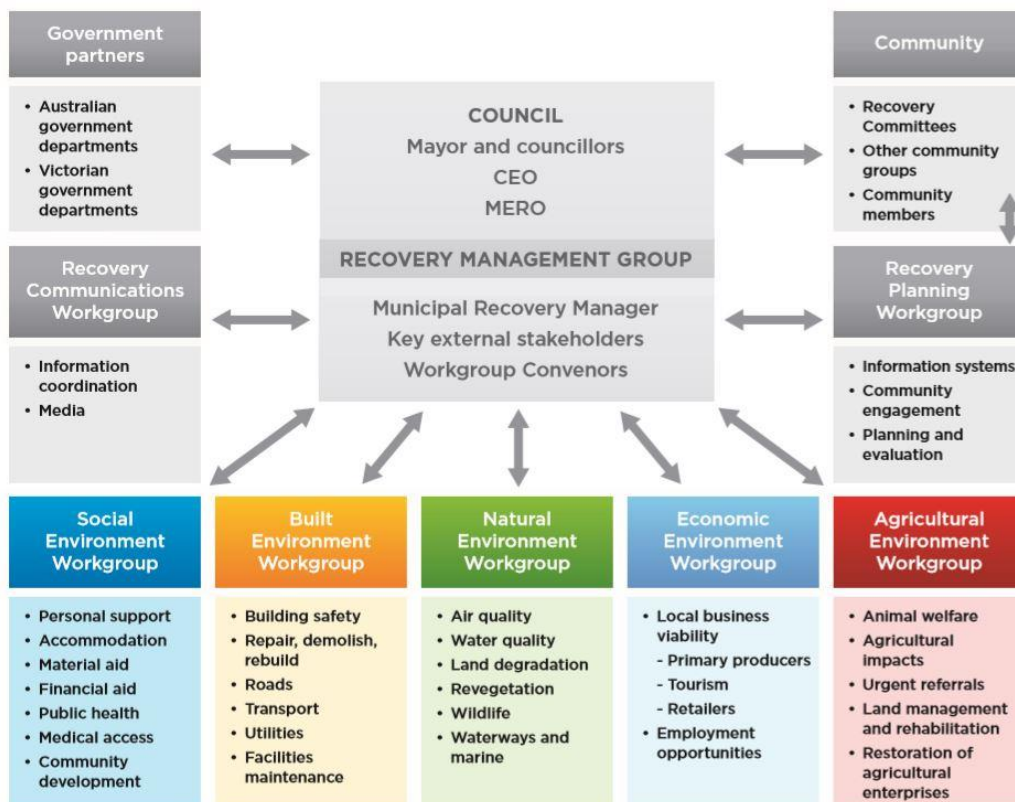 Government
partners
• Australian
government
departments
• Victorian
government
departments
COUNCIL
Mayor and councillors
CEO
MERO
RECOVERY MANAGEMENT GROUP
Municipal Recovery Manager
Key external stakeholders
Workgroup Convenors
Community
• Recovery
Committees
• Other community
groups
• Community
members
Recovery
Communications
Workgroup
• Information
coordination
• Media
Recovery
Planning
Workgroup
• Information systems
• Community
engagement
• Planning and
evaluation
Social
Environment
Workgroup
• Personal support
• Accommodation
• Material aid
• Financial aid
• Public health
• Medical access
• Community
development
Built
Environment
Workgroup
• Building safety
• Repair, demolish,
rebuild
• Roads
• Transport
• Utilities
• Facilities
maintenance
Natural
Environment
Workgroup
• Air quality
• Water quality
• Land degradation
• Revegetation
• Wildlife
• Waterways and
marine
Economic
Environment
Workgroup
• Local business
viability
- Primary producers
- Tourism
- Retailers
• Employment
opportunities
Agricultural
Environment
Workgroup
• Animal welfare
• Agricultural
impacts
• Urgent referrals
• Land management
and rehabilitation
• Restoration of
agricultural
enterprises